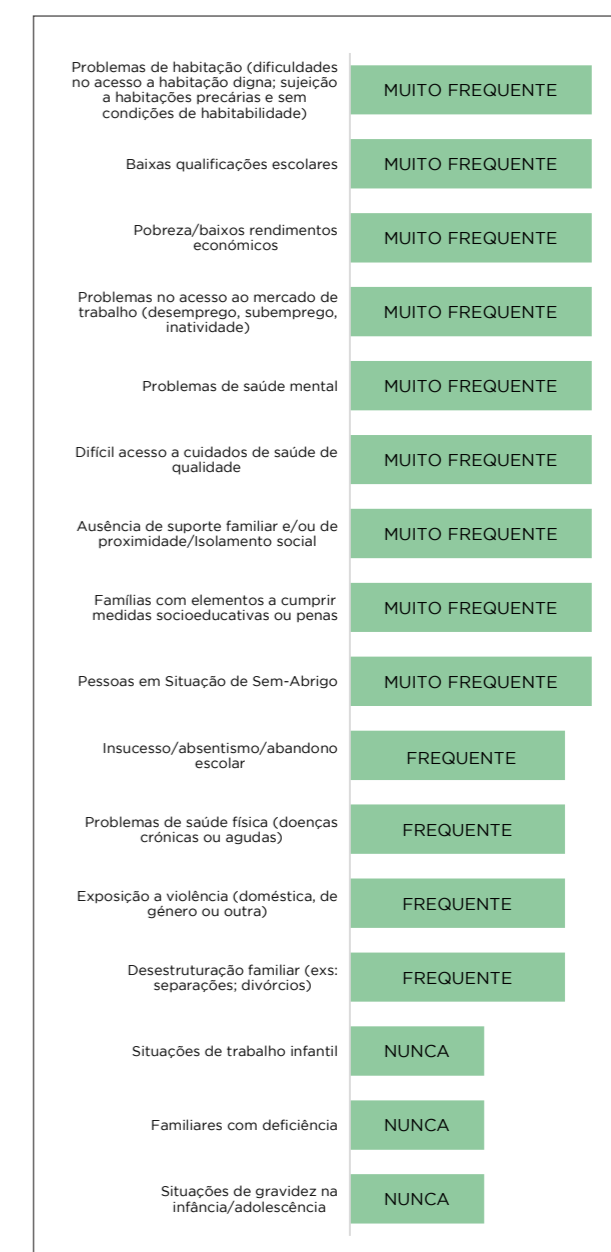 Problemas de habitação (dificuldades
no acesso a habitação digna; sujeição
a habitações precárias e sem
condições de habitabilidade)
MUITO FREQUENTE
Baixas qualificações escolares
MUITO FREQUENTE
Pobreza/baixos rendimentos
económicos
MUITO FREQUENTE
Problemas no acesso ao mercado de
trabalho (desemprego, subemprego,
inatividade)
MUITO FREQUENTE
Problemas de saúde mental
MUITO FREQUENTE
Difícil acesso a cuidados de saúde de
qualidade
MUITO FREQUENTE
Ausência de suporte familiar e/ou de
proximidade/Isolamento social
MUITO FREQUENTE
Famílias com elementos a cumprir
medidas socioeducativas ou penas
MUITO FREQUENTE
Pessoas em Situação de Sem-Abrigo
MUITO FREQUENTE
Insucesso/absentismo/abandono
escolar
FREQUENTE
Problemas de saúde física (doenças
crónicas ou agudas)
FREQUENTE
Exposição a violência (doméstica, de
género ou outra)
FREQUENTE
Desestruturação familiar (exs:
separações; divórcios)
FREQUENTE
Situações de trabalho infantil
NUNCA
Familiares com deficiência
NUNCA
Situações de gravidez na
infância/adolescência
NUNCA